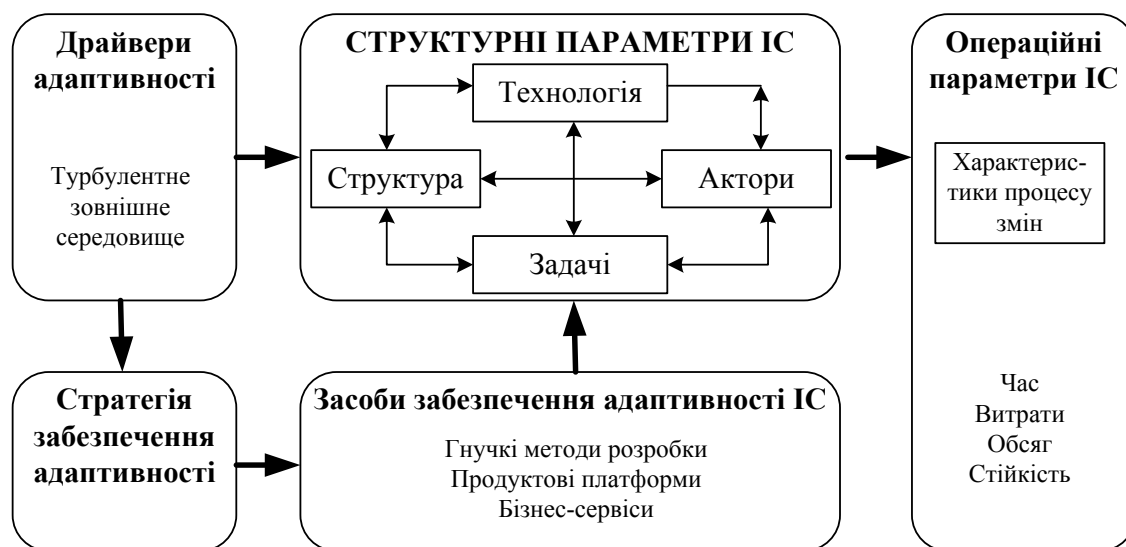 Драйвери
адаптивності
Турбулентне
зовнішнє
середовище
СТРУКТУРНІ ПАРАМЕТРИ ІС
Технологія
Структура
Актори
Задачі
Операційні
параметри ІС
Характерис-
тики процесу
змін
Час
Витрати
Обсяг
Стійкість
Стратегія
забезпечення
адаптивності
Засоби забезпечення адаптивності ІС
Гнучкі методи розробки
Продуктові платформи
Бізнес-сервіси